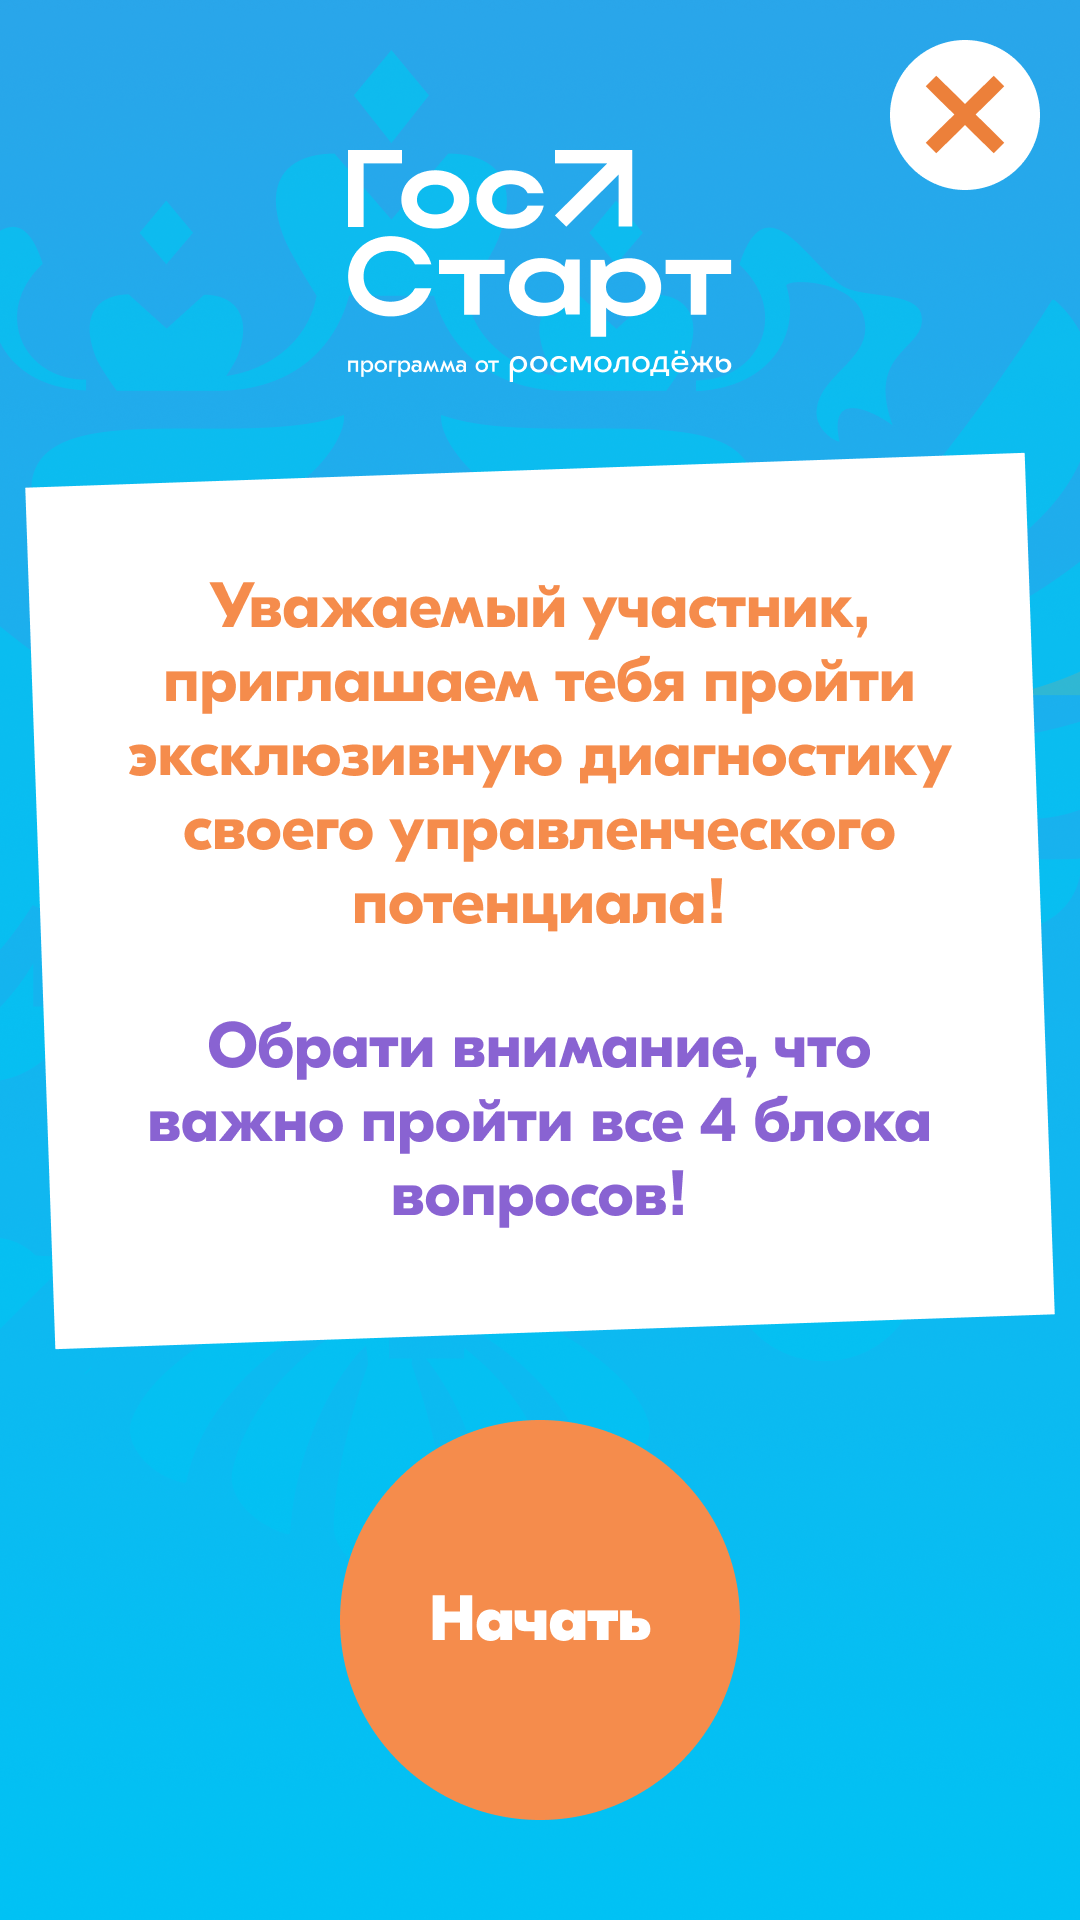 Гос
Старт
программа от росмолодёжь
Уважаемый участник,
приглашаем тебя пройти
эксклюзивную диагностику
своего управленческого
потенциала!
Обрати внимание, что
важно пройти все 4 блока
вопросов!
Начать